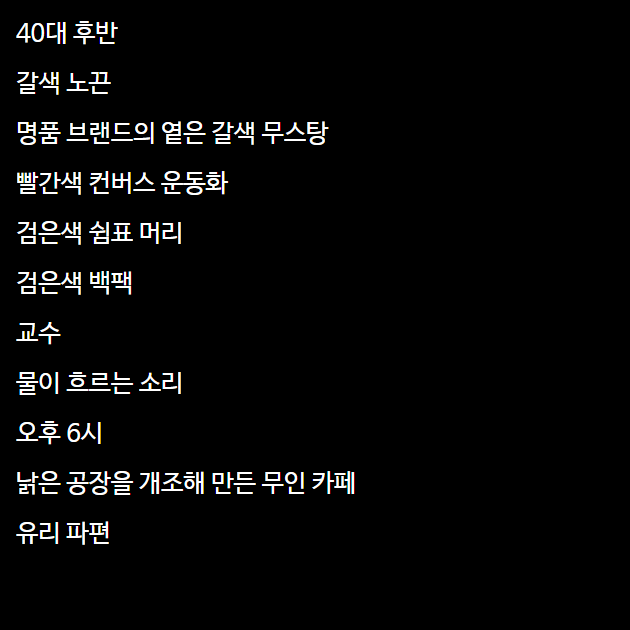 40대 후반
갈색 노끈
명품 브랜드의 옅은 갈색 무스탕
빨간색 컨버스 운동화
검은색 쉼표 머리
검은색 백팩
교수
물이 흐르는 소리
오후 6시
낡은 공장을 개조해 만든 무인 카페
유리 파편